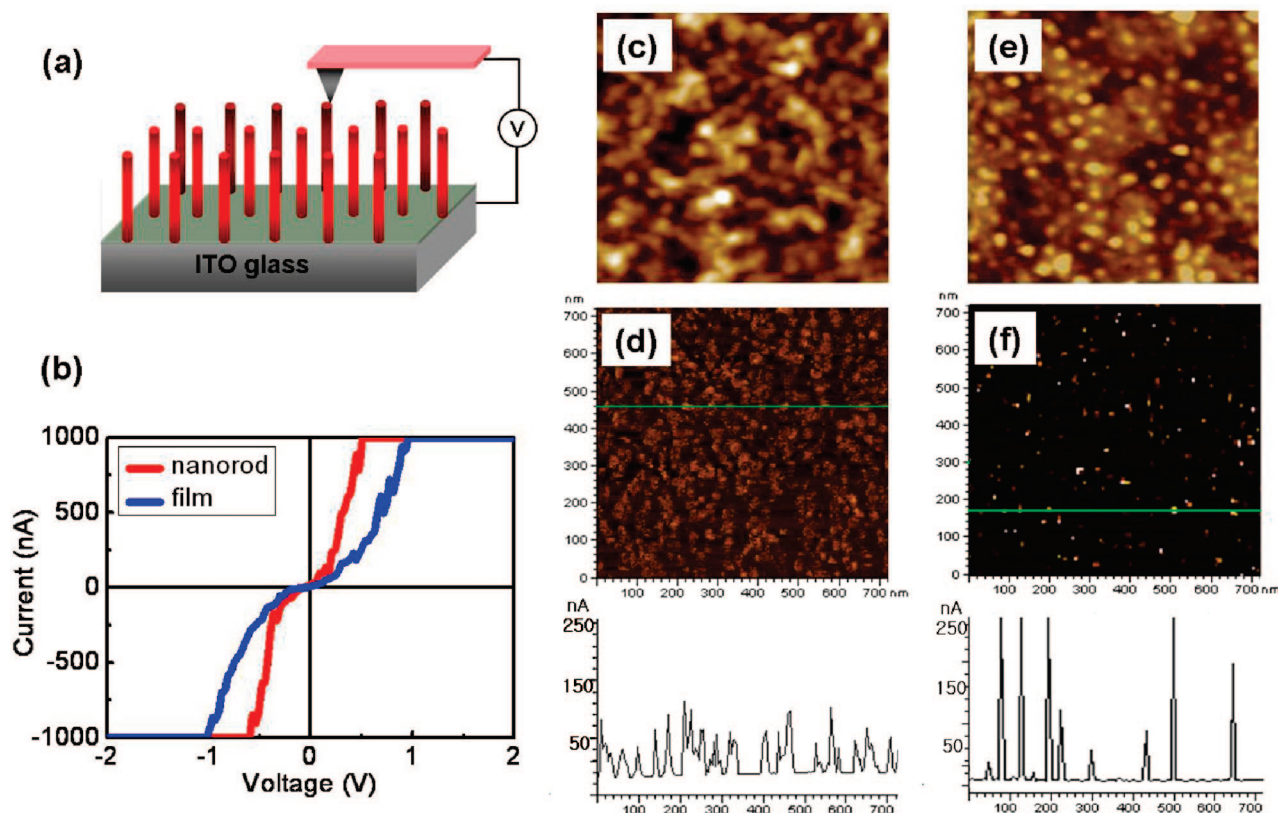 (a)
V
ITO glass
(b)
nanorod
film
1000
500
0
-500
-1000
Current (nA)
-2
-1
0
1
2
Voltage (V)
(c)
(e)
nm
700
600
500
400
300
200
100
0
(d)
100 200 300 400 500 600 700 nm
nA
250
150
50
100 200 300 400 500 600 700
nm
700
600
500
400
300
200
100
0
(f)
100 200 300 400 500 600 700 nm
nA
250
150
50
100 200 300 400 500 600 700